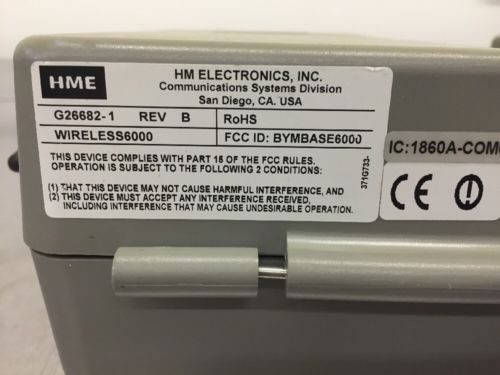 HME
HM ELECTRONICS, INC.
Communications Systems Division
San Diego, CA. USA
G26682-1 REV B RoHS
WIRELESS6000 FCC ID: BYMBASE6000
THIS DEVICE COMPLIES WITH PART 15 OF THE FCC RULES.
OPERATION IS SUBJECT TO THE FOLLOWING 2 CONDITIONS:
(1) THAT THIS DEVICE MAY NOT CAUSE HARMFUL INTERFERENCE, AND
(2) THIS DEVICE MUST ACCEPT ANY INTERFERENCE RECEIVED,
INCLUDING INTERFERENCE THAT MAY CAUSE UNDESIRABLE OPERATION.
371G733-
IC:1860A-COM
CE